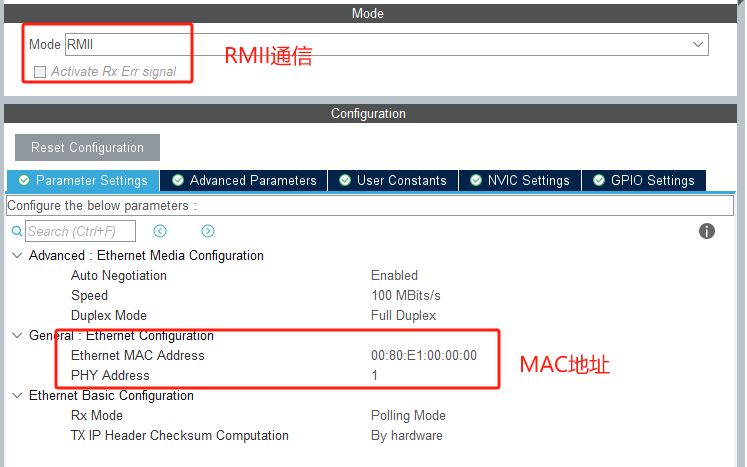 Mode
Mode RMII
RMII通信
Activate Rx Err signal
Configuration
Reset Configuration
Parameter Settings Advanced Parameters User Constants NVIC Settings GPIO Settings
Configure the below parameters :
Search (Ctrl+F)
Advanced : Ethernet Media Configuration
Auto Negotiation Enabled
Speed 100 MBits/s
Duplex Mode Full Duplex
General : Ethernet Configuration
Ethernet MAC Address 00:80:E1:00:00:00
MAC地址
PHY Address 1
Ethernet Basic Configuration
Rx Mode Polling Mode
TX IP Header Checksum Computation By hardware